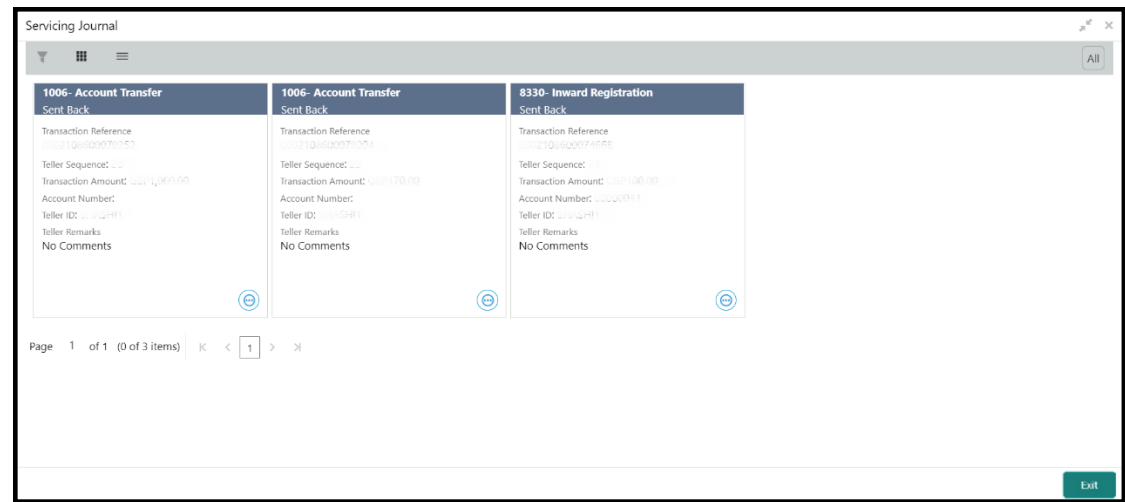 Servicing Journal
All
1006- Account Transfer
Sent Back
Transaction Reference
Teller Sequence:
Transaction Amount:
Account Number:
Teller ID:
Teller Remarks
No Comments
1006- Account Transfer
Sent Back
Transaction Reference
Teller Sequence:
Transaction Amount:
Account Number:
Teller ID:
Teller Remarks
No Comments
8330- Inward Registration
Sent Back
Transaction Reference
Teller Sequence:
Transaction Amount:
Account Number:
Teller ID:
Teller Remarks
No Comments
Page 1 of 1 (0 of 3 items) 1
Exit